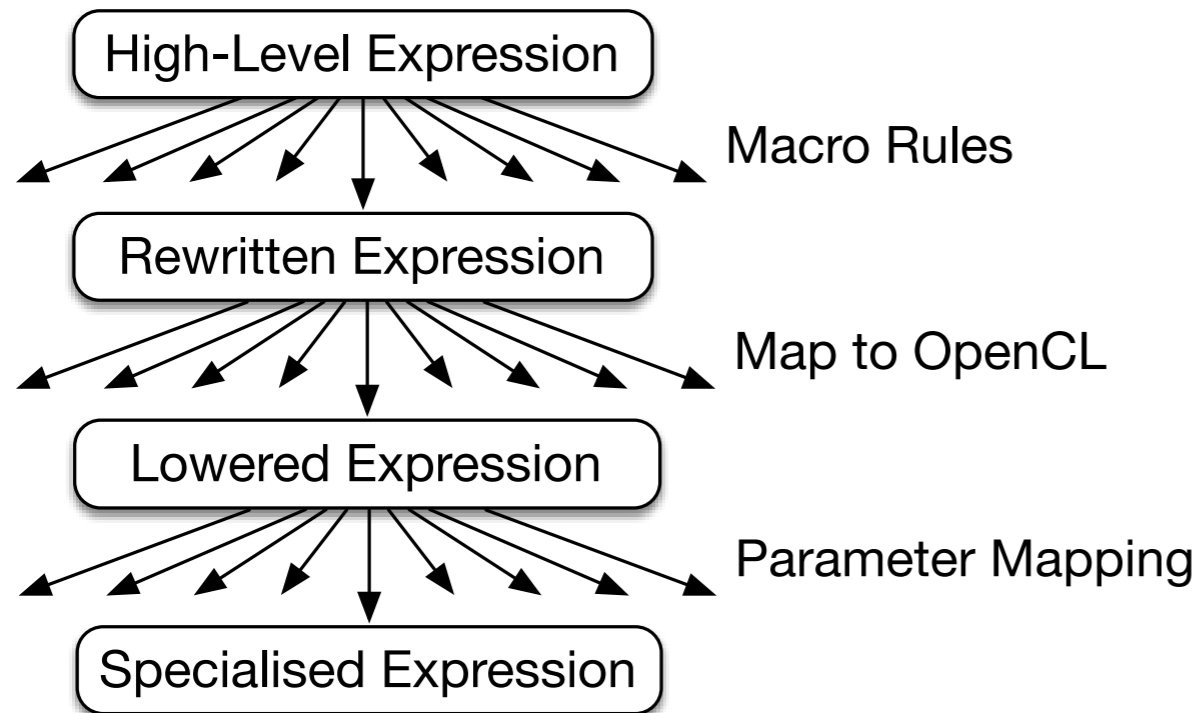 High-Level Expression
Macro Rules
Rewritten Expression
Map to OpenCL
Lowered Expression
Parameter Mapping
Specialised Expression